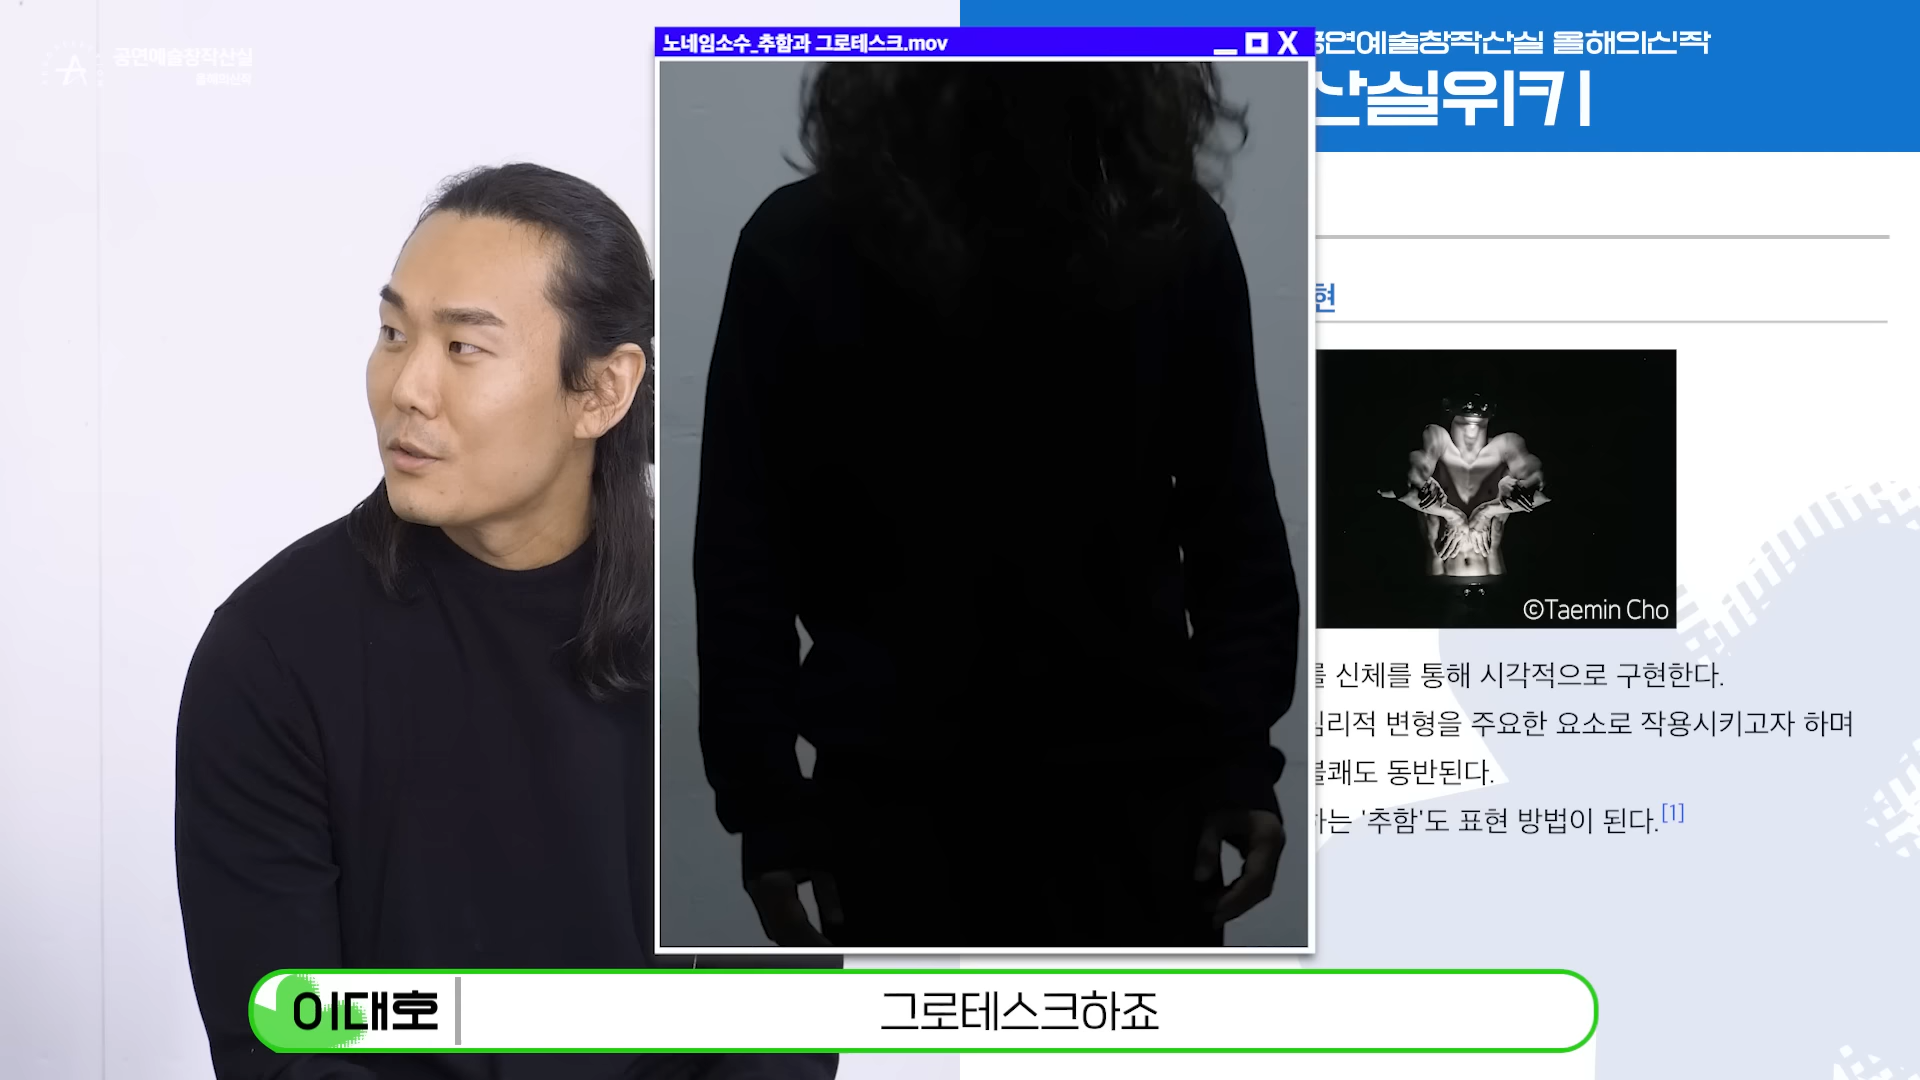 공연예술창작산실
올해의신작
노네임소수_추함과 그로테스크.mov
공연예술창작산실 올해의신작
산실위키
현
©Taemin Cho
를 신체를 통해 시각적으로 구현한다.
심리적 변형을 주요한 요소로 작용시키고자 하며
불쾌도 동반된다.
하는 '추함'도 표현 방법이 된다.[1]
이대호
그로테스크하죠